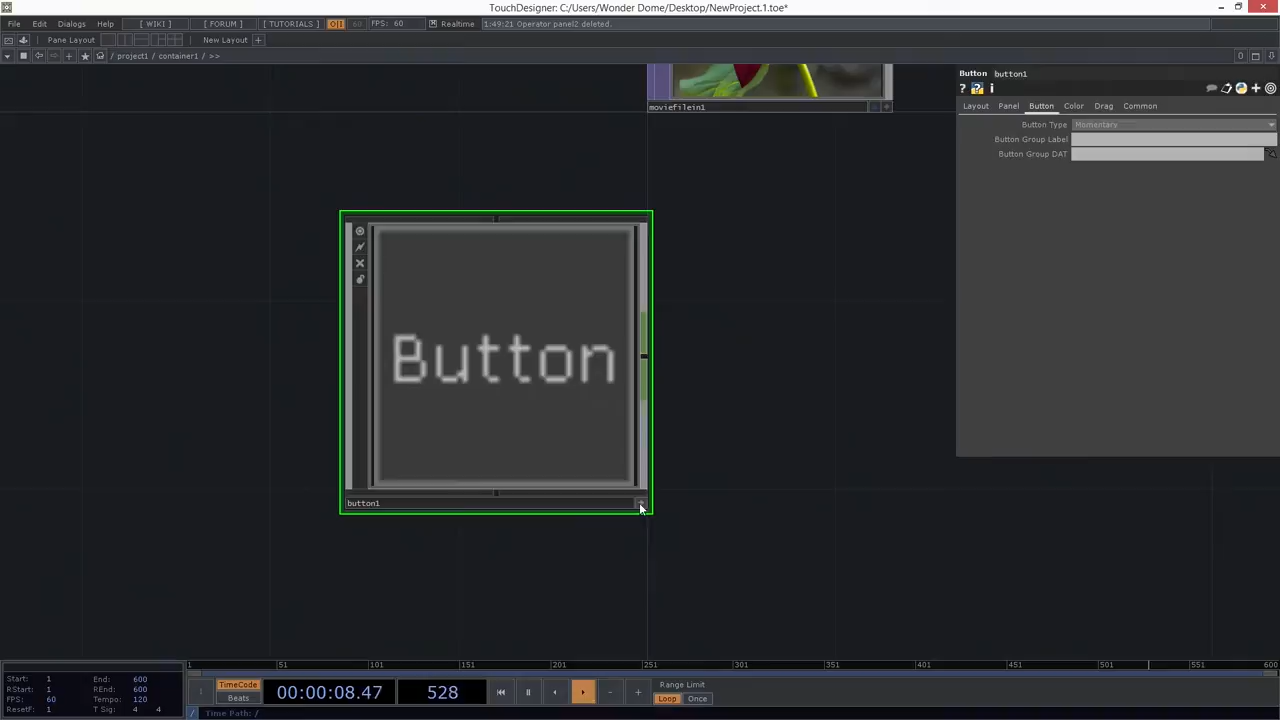 TouchDesigner: C:/Users/Wonder Dome/Desktop/NewProject.1.toe*
File Edit Dialogs Help [ WIKI ] [ FORUM ] [ TUTORIALS ] O|I 60 FPS: 60 Realtime 1:49:21 Operator panel2 deleted.
Pane Layout New Layout +
/ project1 / container1 / >> 0
Button button1
? ? i
Layout Panel Button Color Drag Common
Button Type Momentary
Button Group Label
Button Group DAT
moviefilein1
Button
button1
1 51 101 151 201 251 301 351 401 451 501 551 600
Start: 1 End: 600
RStart: 1 REnd: 600
FPS: 60 Tempo: 120
ResetF: 1 T Sig: 4 4
TimeCode
Beats
00:00:08.47 528
- +
Range Limit
Loop Once
/ Time Path: /